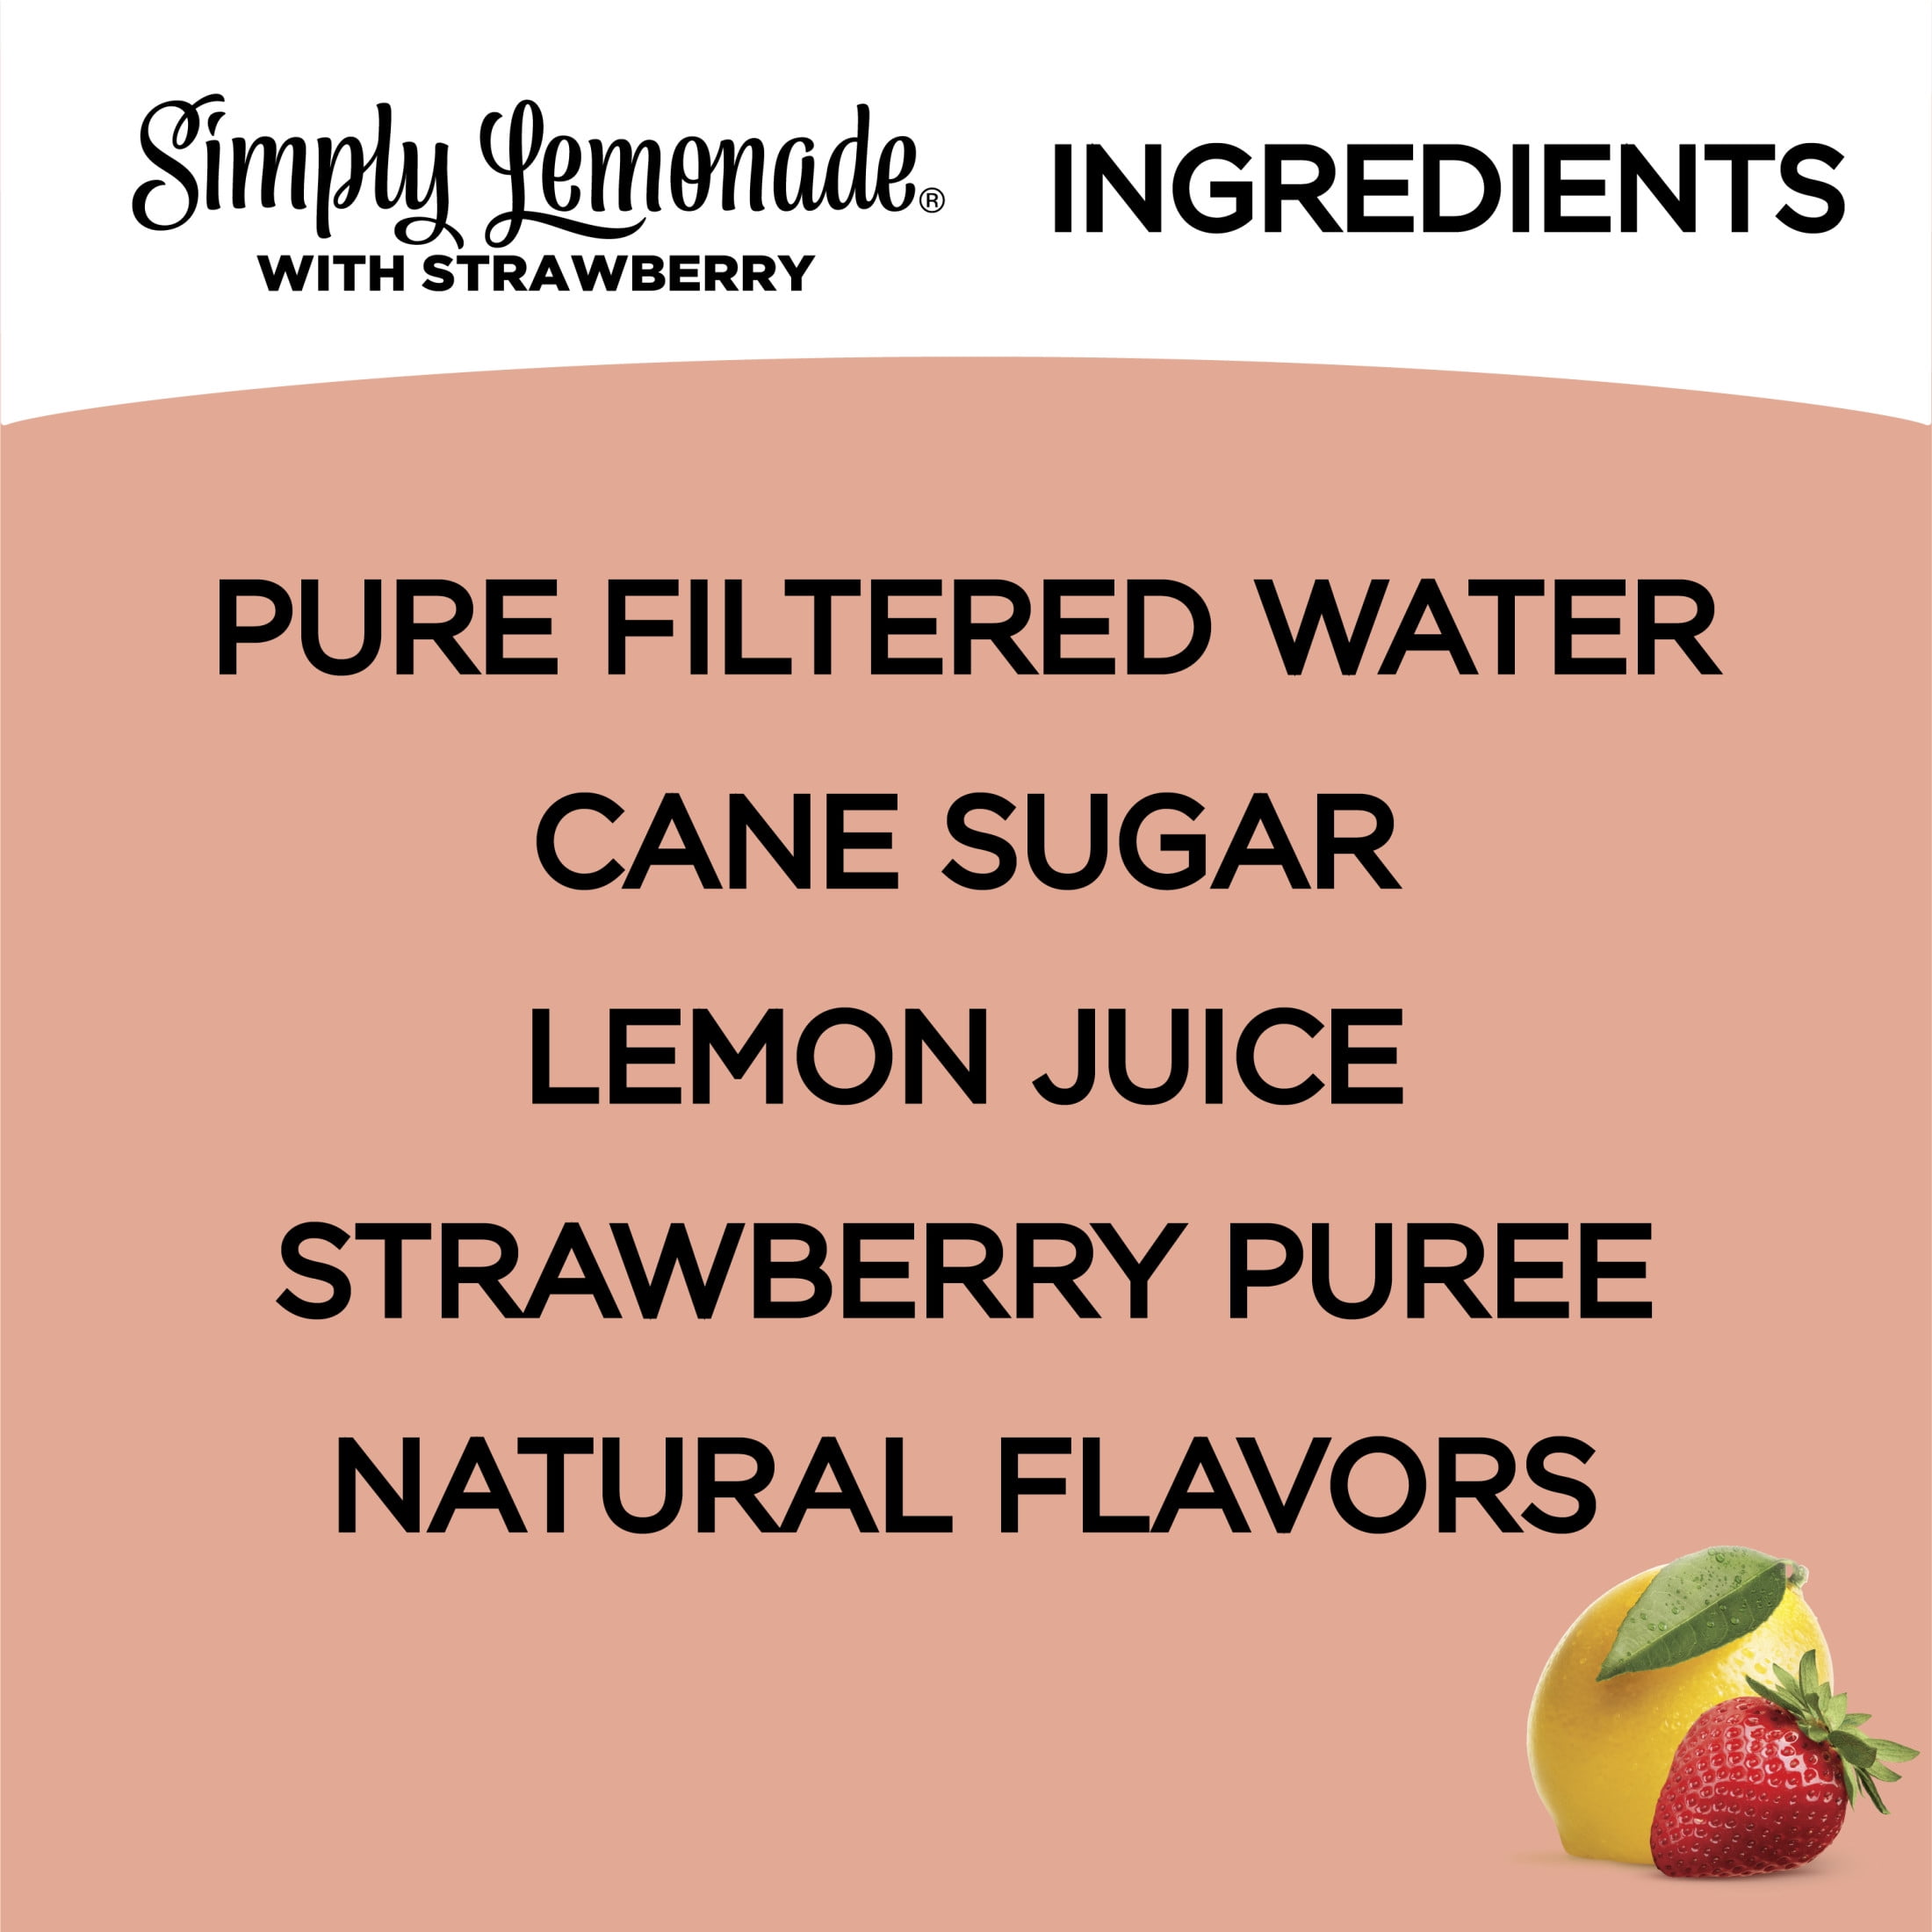 Simply Lemonade®
WITH STRAWBERRY
INGREDIENTS
PURE FILTERED WATER
CANE SUGAR
LEMON JUICE
STRAWBERRY PUREE
NATURAL FLAVORS